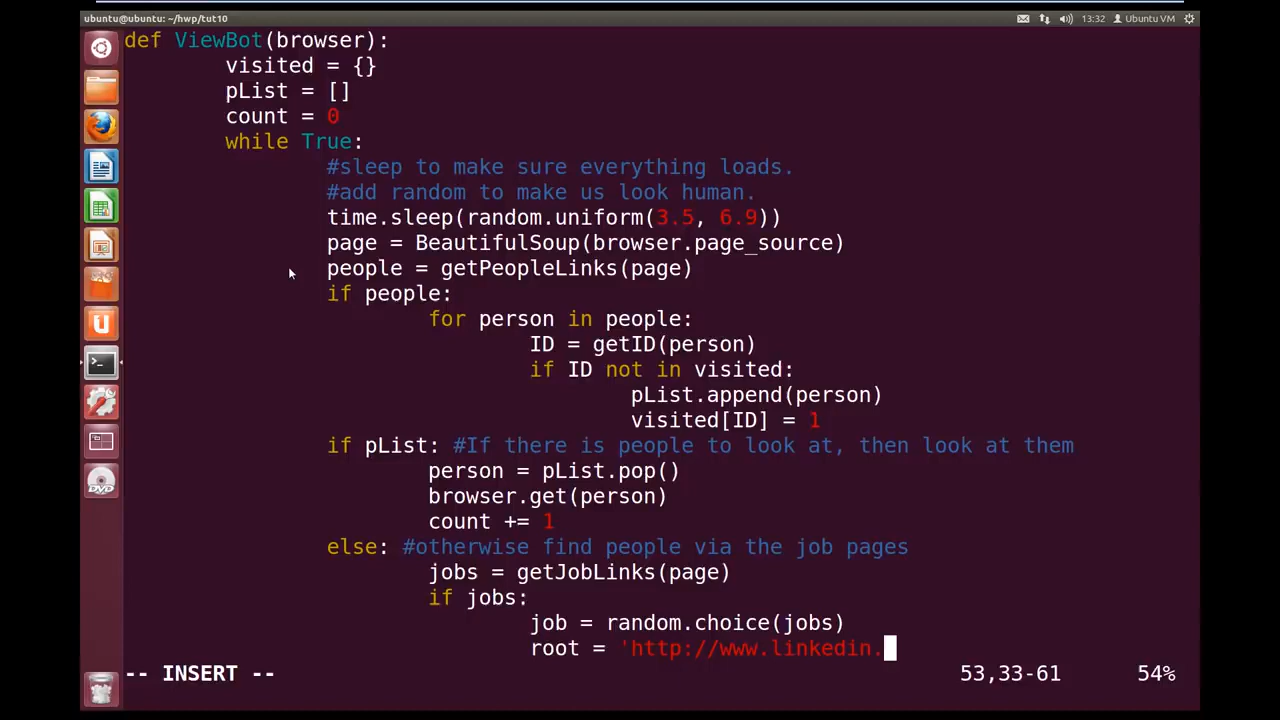 ubuntu@ubuntu: ~/hwp/tut10
13:32 Ubuntu VM
def ViewBot(browser):
visited = {}
pList = []
count = 0
while True:
#sleep to make sure everything loads.
#add random to make us look human.
time.sleep(random.uniform(3.5, 6.9))
page = BeautifulSoup(browser.page_source)
people = getPeopleLinks(page)
if people:
for person in people:
ID = getID(person)
if ID not in visited:
pList.append(person)
visited[ID] = 1
if pList: #If there is people to look at, then look at them
person = pList.pop()
browser.get(person)
count += 1
else: #otherwise find people via the job pages
jobs = getJobLinks(page)
if jobs:
job = random.choice(jobs)
root = 'http://www.linkedin.
-- INSERT -- 53,33-61 54%